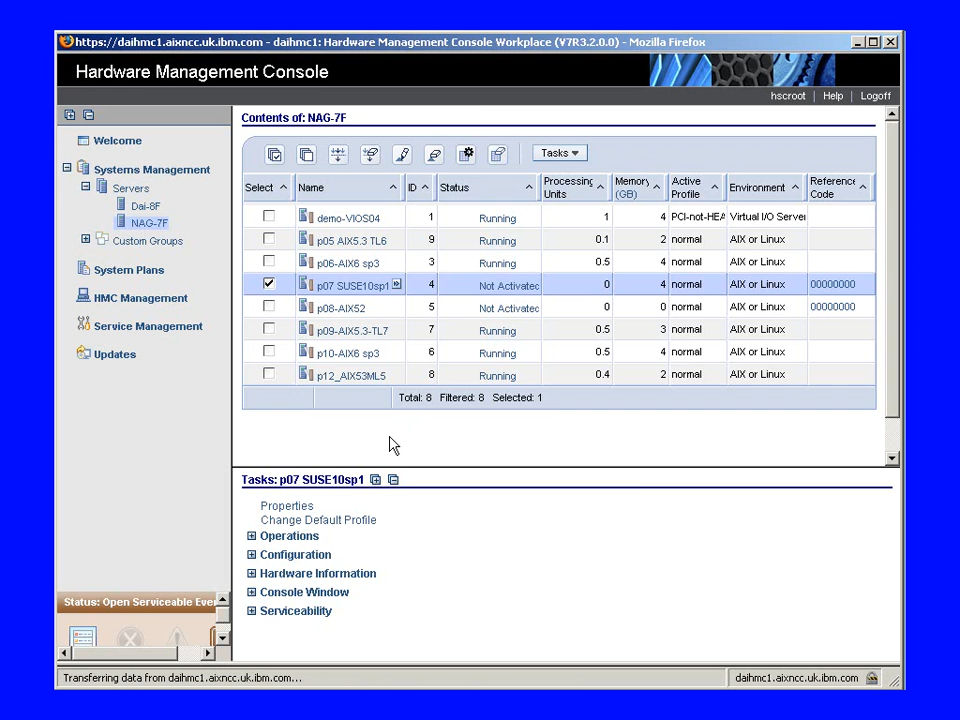 https://daihmc1.aixncc.uk.ibm.com - daihmc1: Hardware Management Console Workplace (V7R3.2.0.0) - Mozilla Firefox
Hardware Management Console
hscroot | Help | Logoff
Contents of: NAG-7F
Welcome
Systems Management
Servers
Dai-8F
NAG-7F
Custom Groups
System Plans
HMC Management
Service Management
Updates
Tasks
Select Name ID Status Processing Units Memory (GB) Active Profile Environment Reference Code
demo-VIOS04 1 Running 1 4 PCI-not-HEA Virtual I/O Server
p05 AIX5.3 TL6 9 Running 0.1 2 normal AIX or Linux
p06-AIX6 sp3 3 Running 0.5 4 normal AIX or Linux
p07 SUSE10sp1 4 Not Activated 0 4 normal AIX or Linux 00000000
p08-AIX52 5 Not Activated 0 0 normal AIX or Linux 00000000
p09-AIX5.3-TL7 7 Running 0.5 3 normal AIX or Linux
p10-AIX6 sp3 6 Running 0.5 4 normal AIX or Linux
p12_AIX53ML5 8 Running 0.4 2 normal AIX or Linux
Total: 8 Filtered: 8 Selected: 1
Tasks: p07 SUSE10sp1
Properties
Change Default Profile
Operations
Configuration
Hardware Information
Console Window
Serviceability
Status: Open Serviceable Eve
Transferring data from daihmc1.aixncc.uk.ibm.com...
daihmc1.aixncc.uk.ibm.com